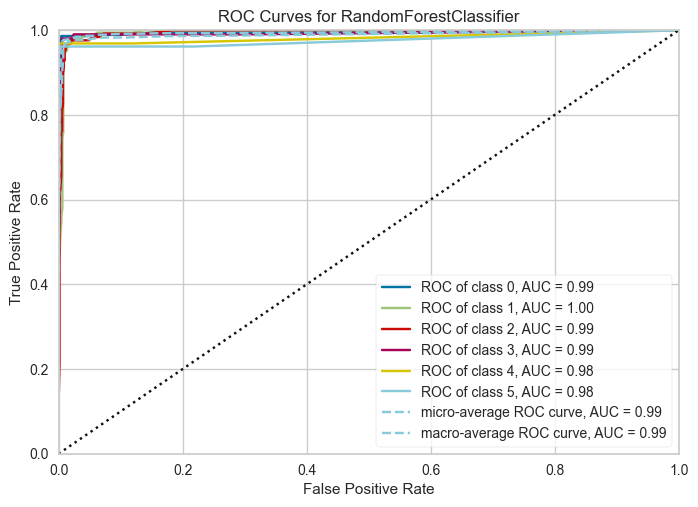 ROC Curves for RandomForestClassifier
True Positive Rate
1.0
0.8
0.6
0.4
0.2
0.0
ROC of class 0, AUC = 0.99
ROC of class 1, AUC = 1.00
ROC of class 2, AUC = 0.99
ROC of class 3, AUC = 0.99
ROC of class 4, AUC = 0.98
ROC of class 5, AUC = 0.98
micro-average ROC curve, AUC = 0.99
macro-average ROC curve, AUC = 0.99
0.0 0.2 0.4 0.6 0.8 1.0
False Positive Rate